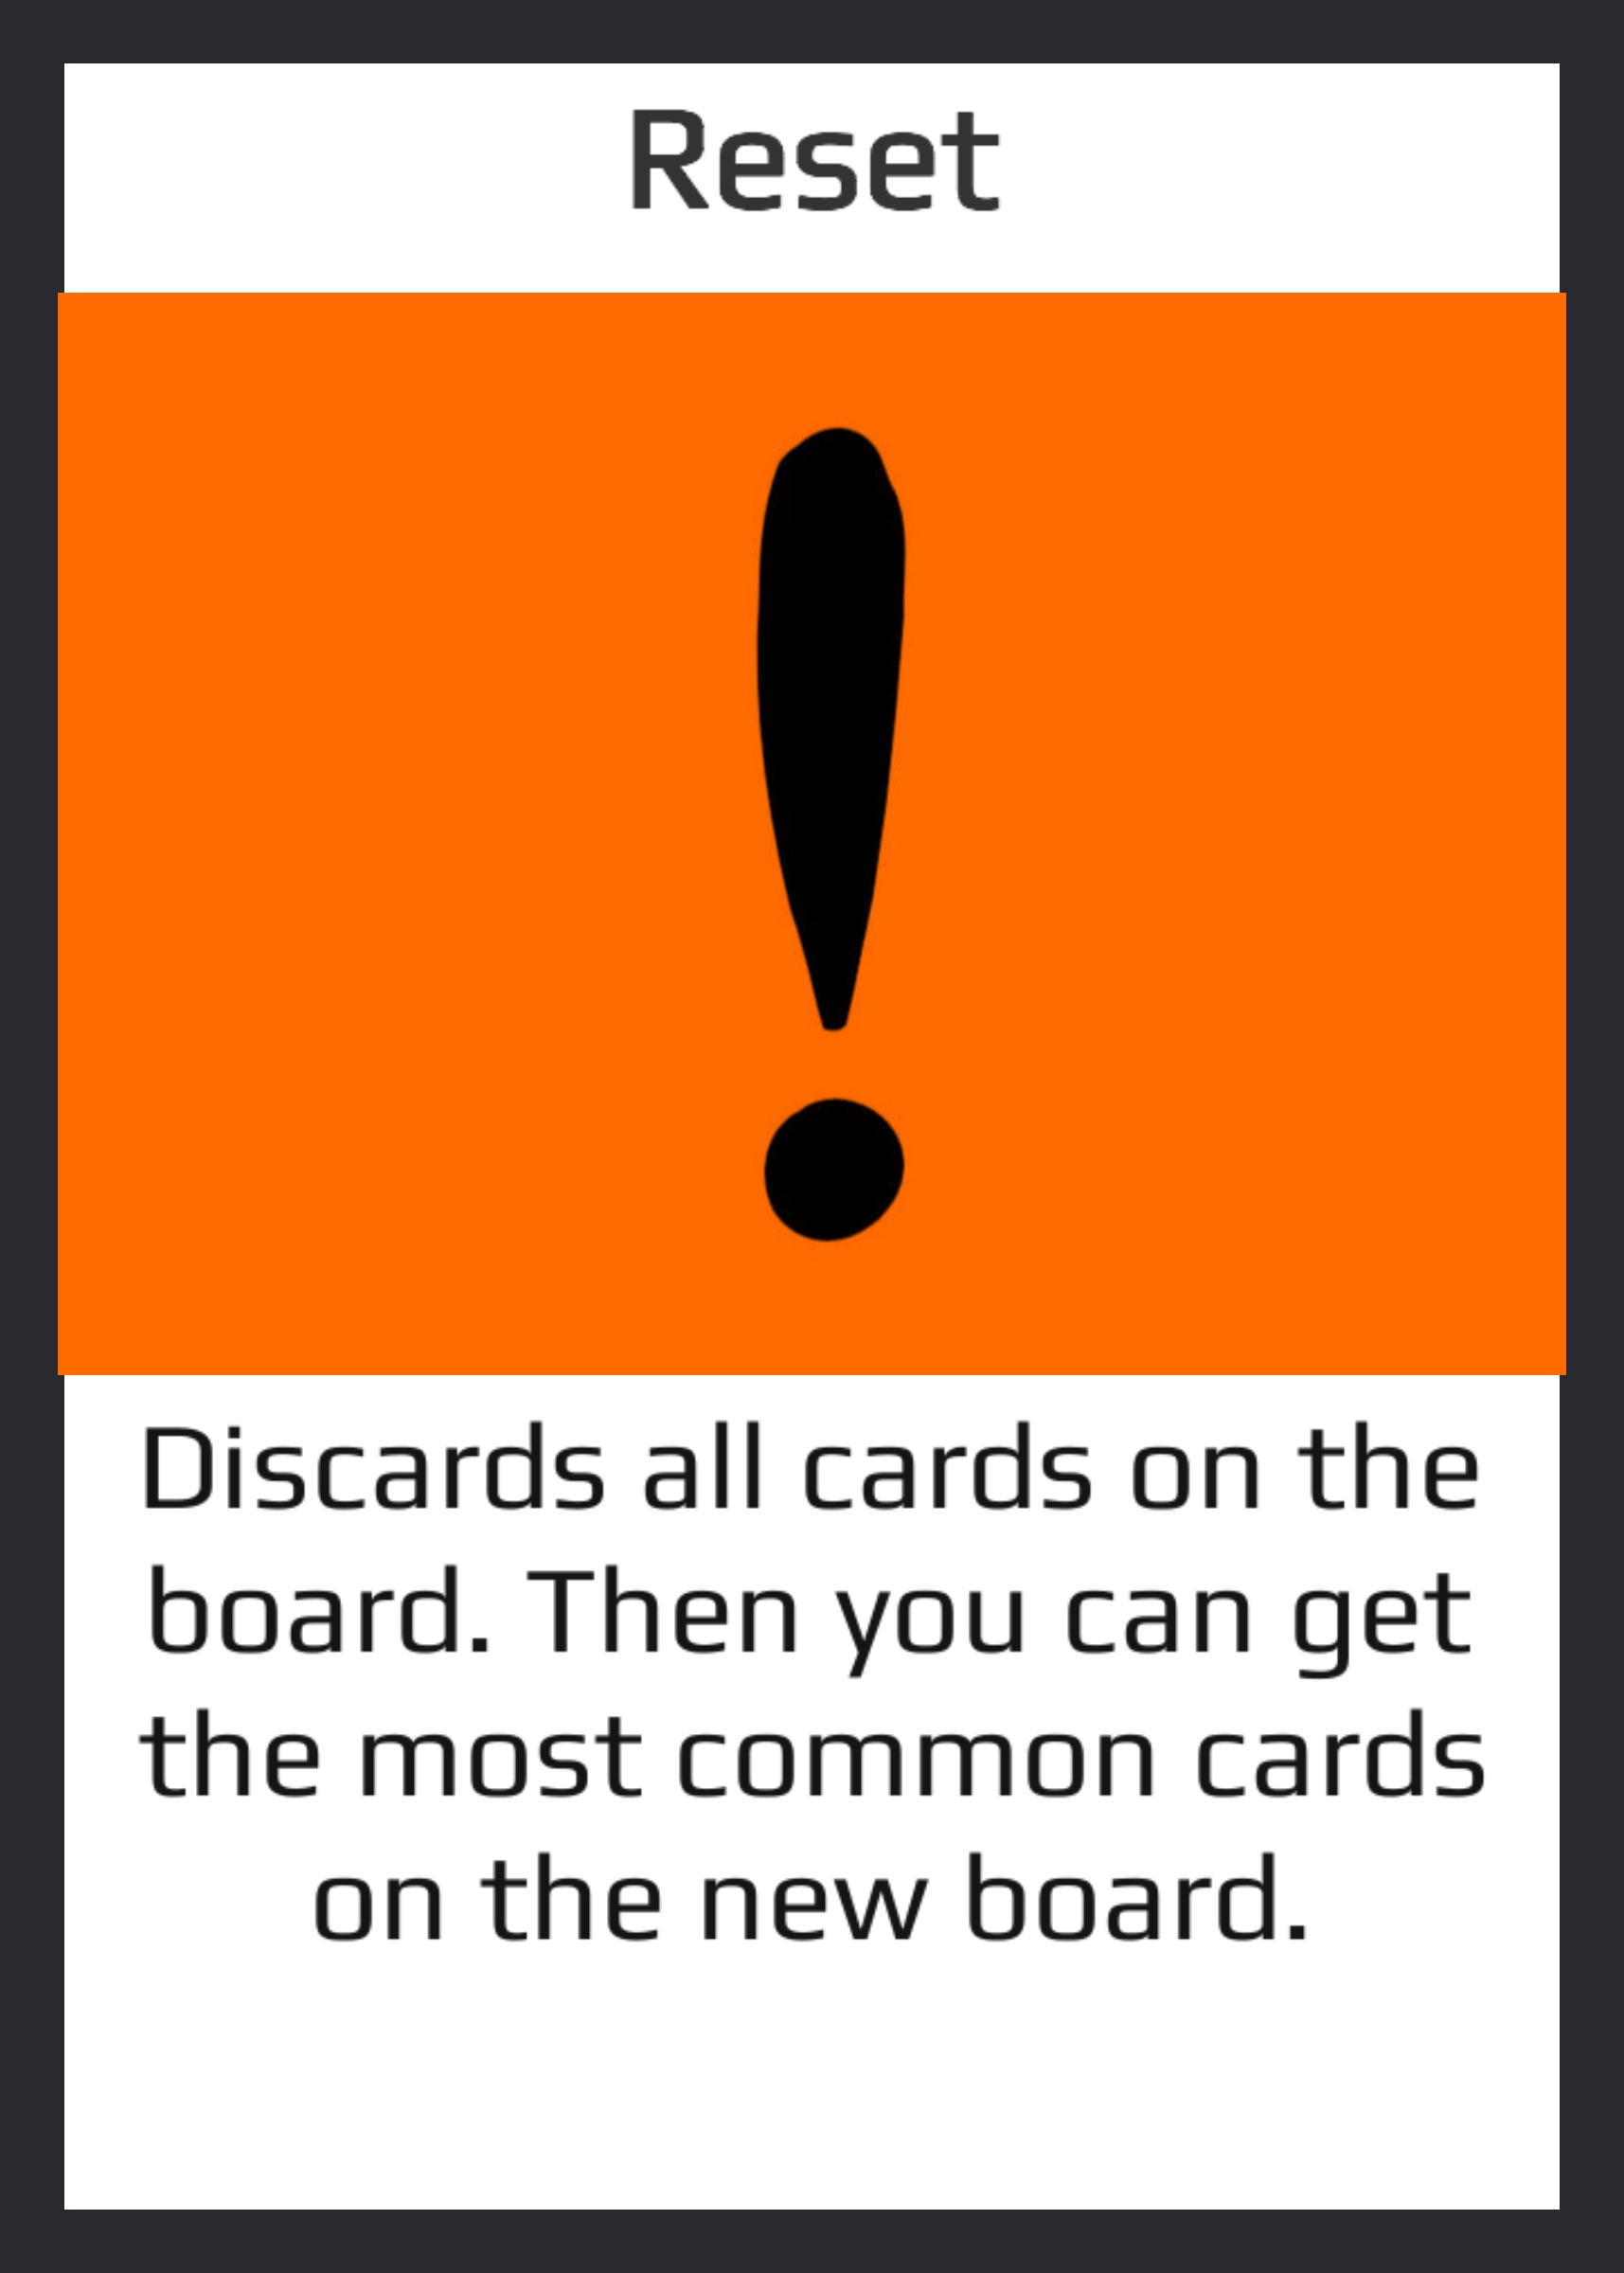 Reset
!
Discards all cards on the
board. Then you can get
the most common cards
on the new board.